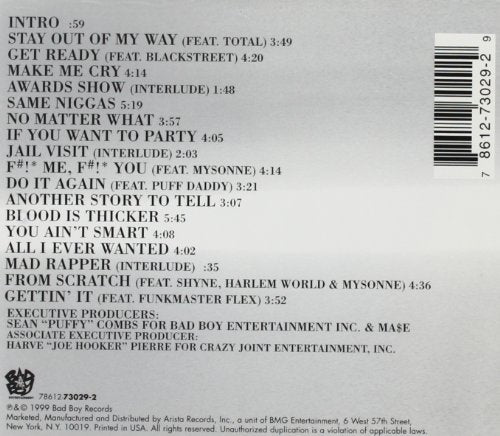 INTRO :59
STAY OUT OF MY WAY (FEAT. TOTAL) 3:49
GET READY (FEAT. BLACKSTREET) 4:20
MAKE ME CRY 4:14
AWARDS SHOW (INTERLUDE) 1:48
SAME NIGGAS 5:19
NO MATTER WHAT 3:57
IF YOU WANT TO PARTY 4:05
JAIL VISIT (INTERLUDE) 2:03
F#!* ME, F#!* YOU (FEAT. MYSONNE) 4:14
DO IT AGAIN (FEAT. PUFF DADDY) 3:21
ANOTHER STORY TO TELL 3:07
BLOOD IS THICKER 5:45
YOU AIN'T SMART 4:08
ALL I EVER WANTED 4:02
MAD RAPPER (INTERLUDE) :35
FROM SCRATCH (FEAT. SHYNE, HARLEM WORLD & MYSONNE) 4:36
GETTIN' IT (FEAT. FUNKMASTER FLEX) 3:52
EXECUTIVE PRODUCERS:
SEAN "PUFFY" COMBS FOR BAD BOY ENTERTAINMENT INC. & MA$E
ASSOCIATE EXECUTIVE PRODUCER:
HARVE "JOE HOOKER" PIERRE FOR CRAZY JOINT ENTERTAINMENT, INC.
7 8612-73029-2 9
BAD BOY
ENTERTAINMENT
78612-73029-2
℗&© 1999 Bad Boy Records
Marketed, Manufactured and Distributed by Arista Records, Inc., a unit of BMG Entertainment, 6 West 57th Street,
New York, N.Y. 10019. Printed in USA. All rights reserved. Unauthorized duplication is a violation of applicable laws.